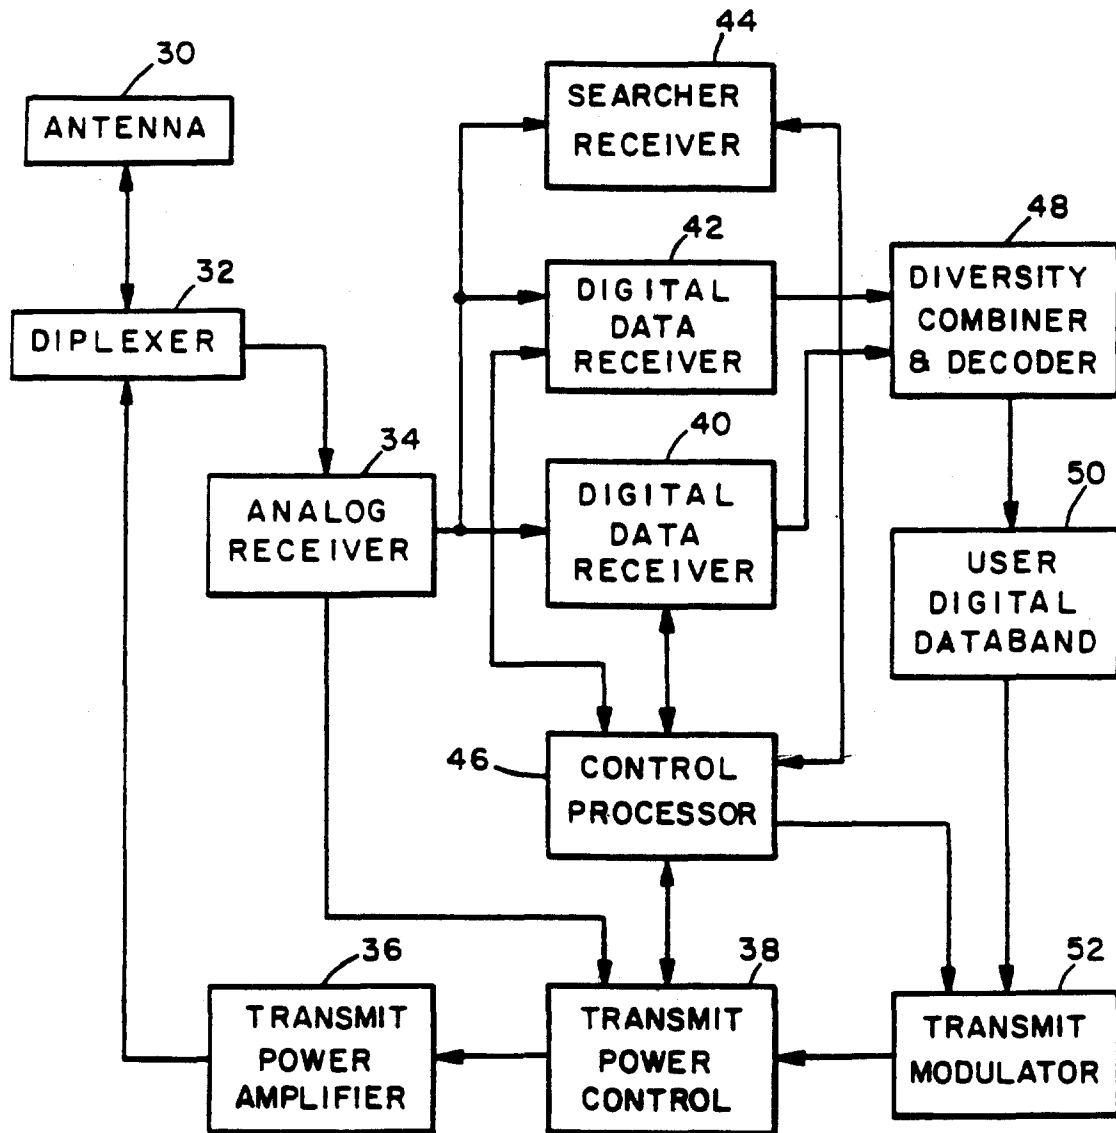 44
30
SEARCHER
RECEIVER
ANTENNA
42
48
32
DIGITAL
DATA
RECEIVER
DIVERSITY
COMBINER
& DECODER
DIPLEXER
34
40
50
ANALOG
RECEIVER
DIGITAL
DATA
RECEIVER
USER
DIGITAL
DATABAND
46
CONTROL
PROCESSOR
36
38
52
TRANSMIT
POWER
AMPLIFIER
TRANSMIT
POWER
CONTROL
TRANSMIT
MODULATOR